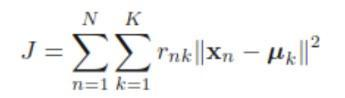 J = \sum_{n=1}^{N} \sum_{k=1}^{K} r_{nk} \|\mathbf{x}_n - \boldsymbol{\mu}_k\|^2